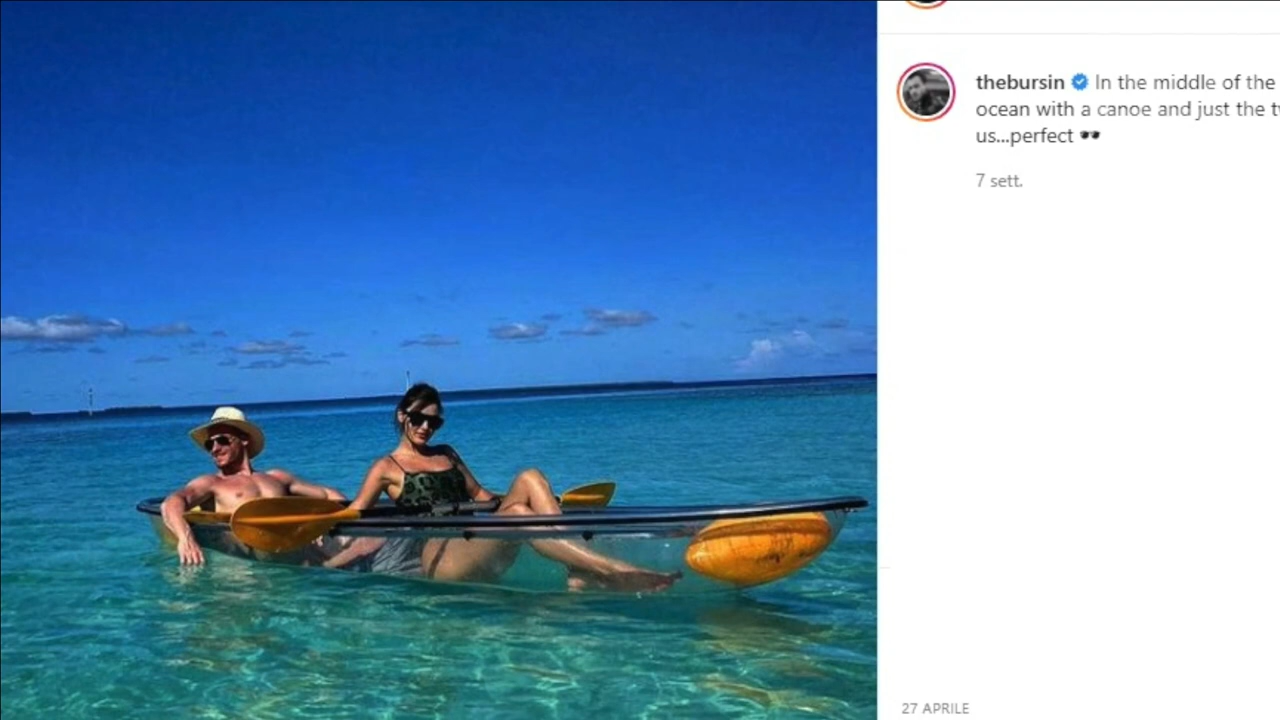 thebursin In the middle of the
ocean with a canoe and just the
us...perfect 🕶️
7 sett.
27 APRILE